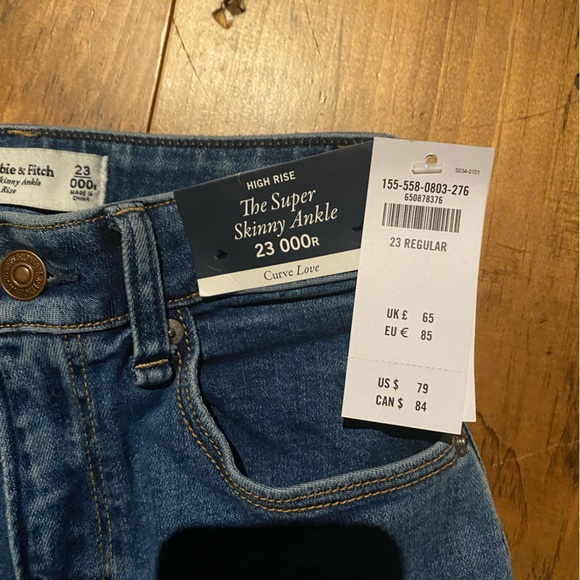 bie & Fitch
Skinny Ankle
Rise
23
000
MADE IN
CHINA
HIGH RISE
The Super
Skinny Ankle
23 000R
Curve Love
5034-0101
155-558-0803-276
650878376
23 REGULAR
UK £ 65
EU € 85
US $ 79
CAN $ 84